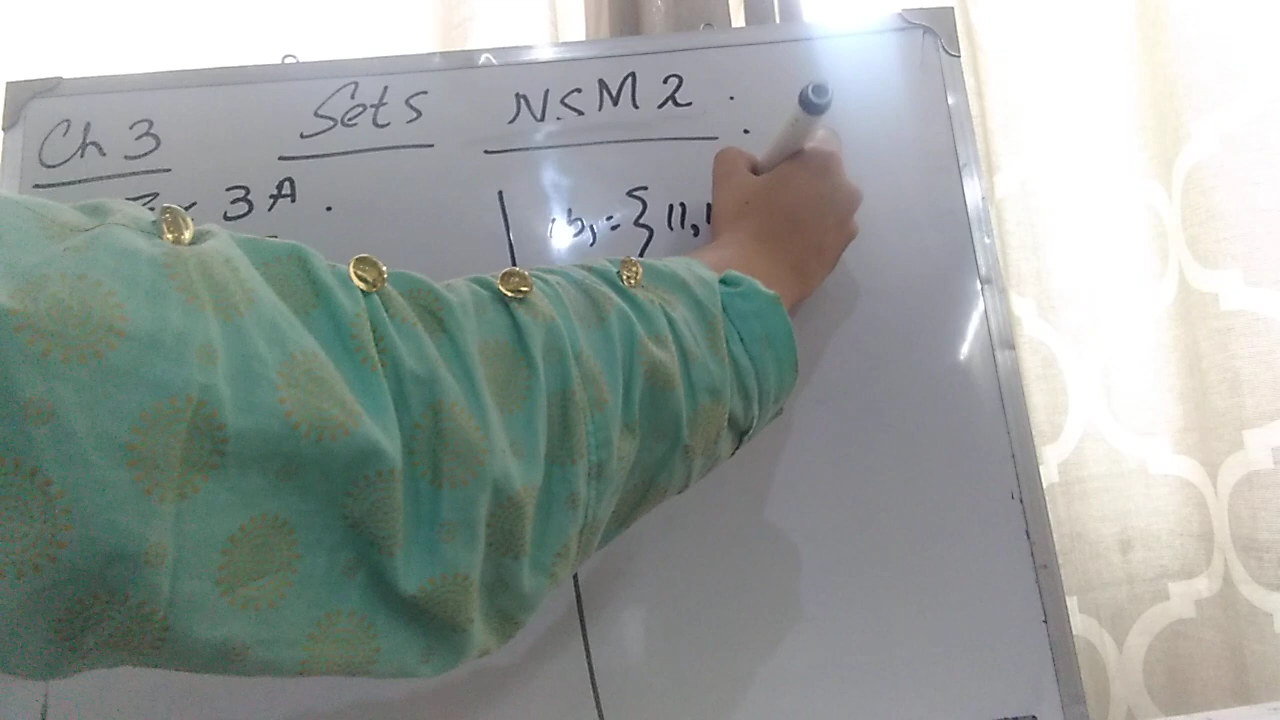 Ch 3 Sets N.S M 2 .
3A .
b, = { 11,